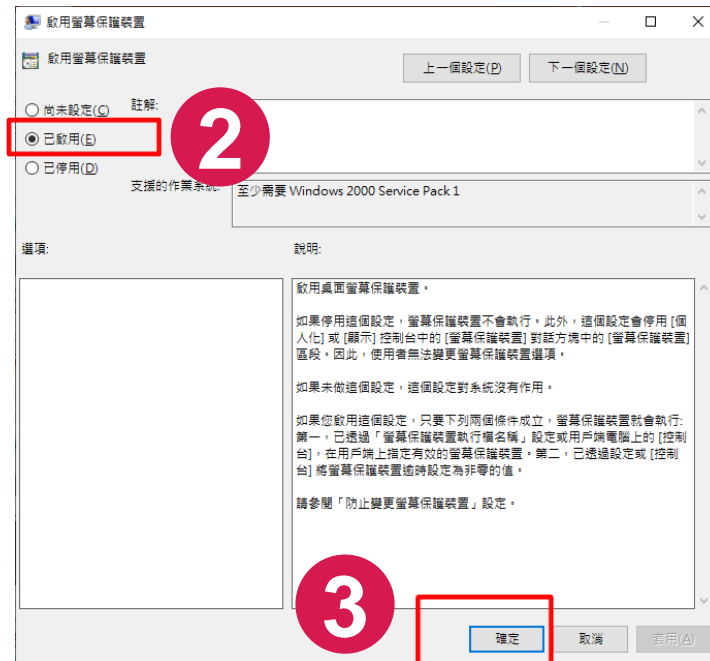 啟用螢幕保護裝置
啟用螢幕保護裝置
上一個設定(P)
下一個設定(N)
尚未設定(C)
註解:
已啟用(E)
2
已停用(D)
支援的作業系統:
至少需要 Windows 2000 Service Pack 1
選項:
說明:
啟用桌面螢幕保護裝置。
如果停用這個設定，螢幕保護裝置不會執行。此外，這個設定會停用 [個
人化] 或 [顯示] 控制台中的 [螢幕保護裝置] 對話方塊中的 [螢幕保護裝置]
區段。因此，使用者無法變更螢幕保護裝置選項。
如果未做這個設定，這個設定對系統沒有作用。
如果您啟用這個設定，只要下列兩個條件成立，螢幕保護裝置就會執行:
第一，已透過「螢幕保護裝置執行檔名稱」設定或用戶端電腦上的 [控制
台]，在用戶端上指定有效的螢幕保護裝置。第二，已透過設定或 [控制
台] 將螢幕保護裝置逾時設定為非零的值。
請參閱「防止變更螢幕保護裝置」設定。
3
確定
取消
套用(A)